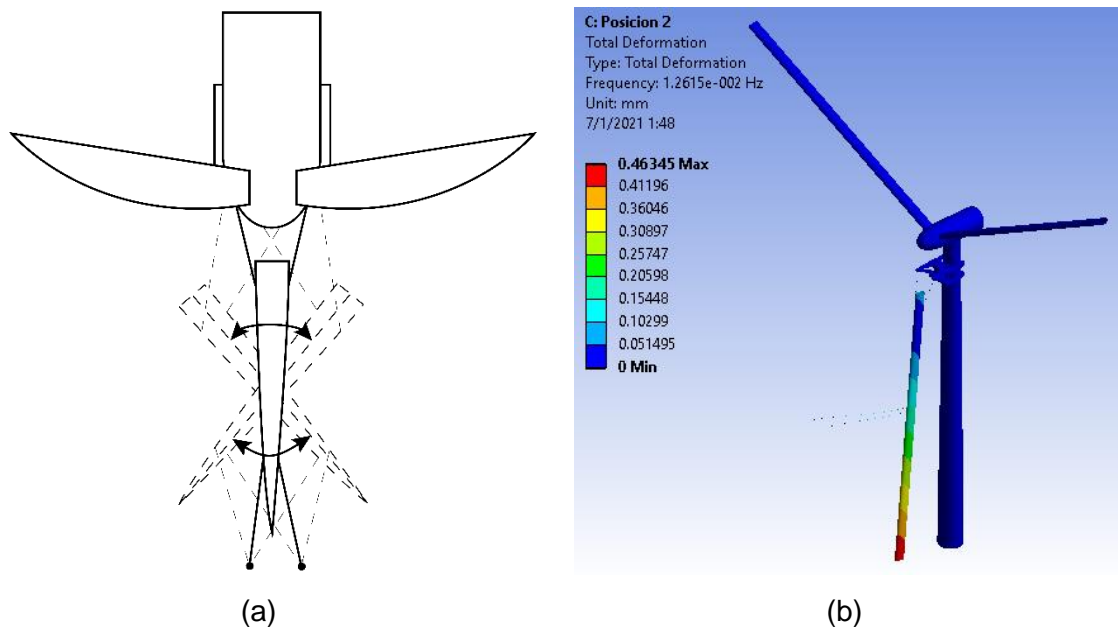 C: Posicion 2
Total Deformation
Type: Total Deformation
Frequency: 1.2615e-002 Hz
Unit: mm
7/1/2021 1:48
0.46345 Max
0.41196
0.36046
0.30897
0.25747
0.20598
0.15448
0.10299
0.051495
0 Min
(a)
(b)